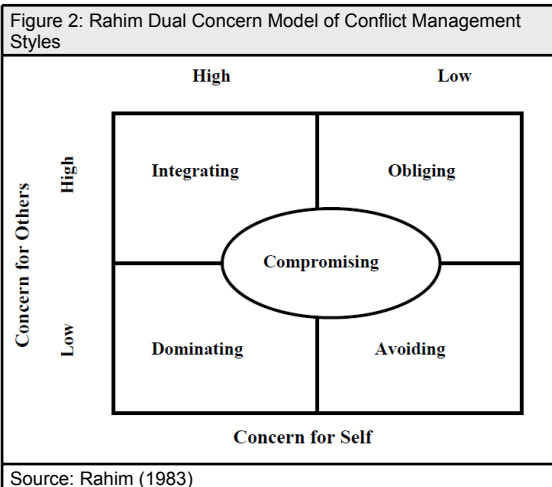 Figure 2: Rahim Dual Concern Model of Conflict Management
Styles
High Low
Concern for Others
High
Integrating Obliging
Compromising
Low
Dominating Avoiding
Concern for Self
Source: Rahim (1983)